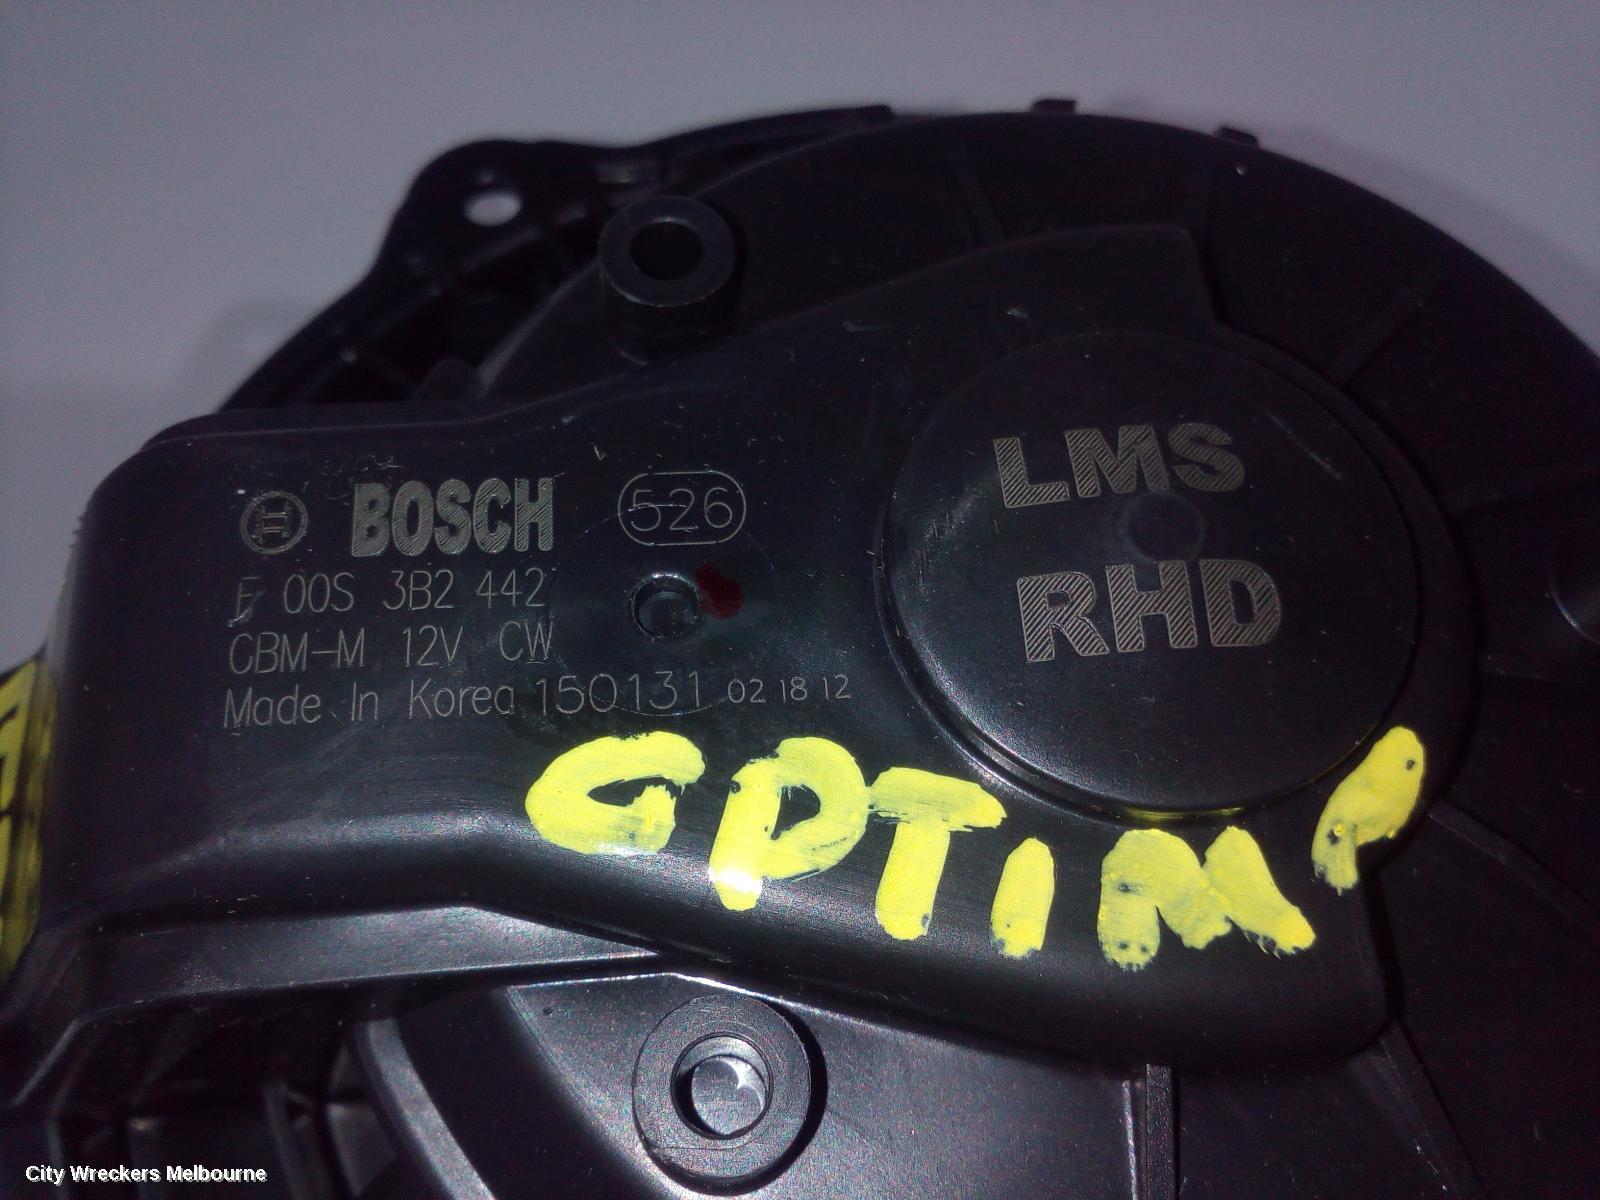 LMS
RHD
BOSCH 526
F 00S 3B2 442
CBM-M 12V CW
Made In Korea 150131 02 18 12
OPTIM
City Wreckers Melbourne